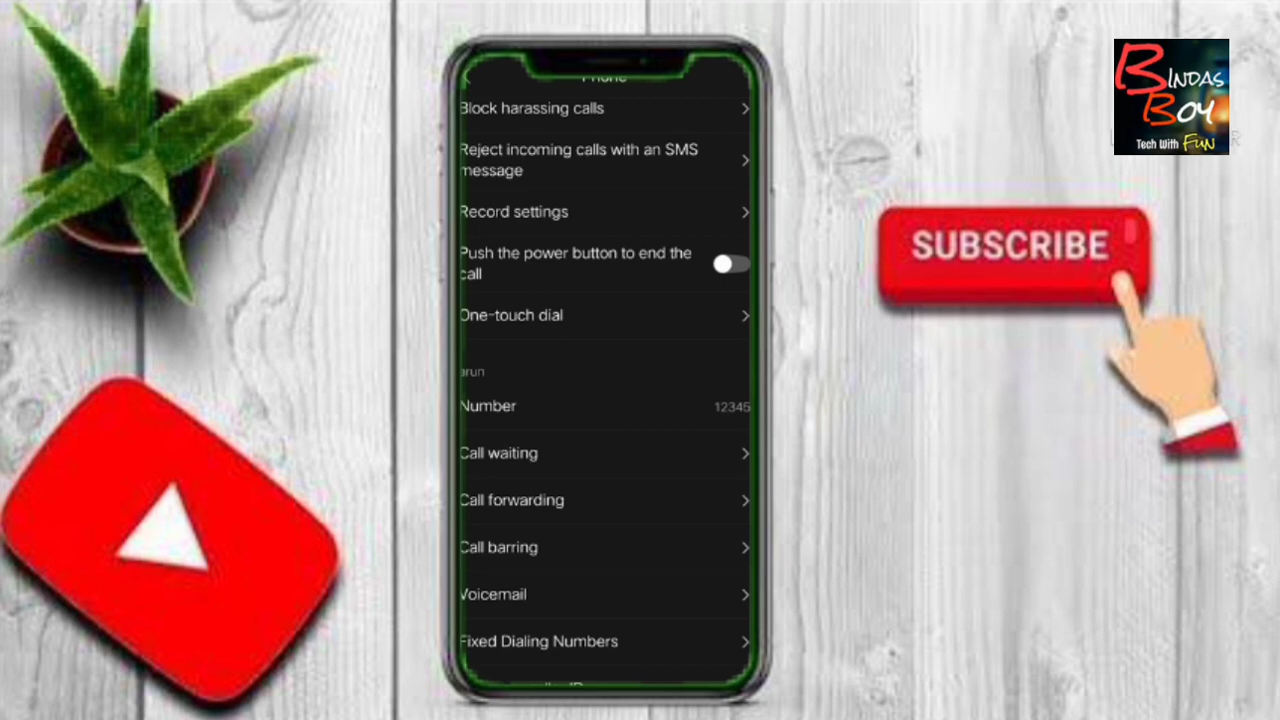 Phone
Block harassing calls
Reject incoming calls with an SMS
message
Record settings
Push the power button to end the
call
One-touch dial
arun
Number 12345
Call waiting
Call forwarding
Call barring
Voicemail
Fixed Dialing Numbers
BINDAS
BOY
Tech With FUN
SUBSCRIBE